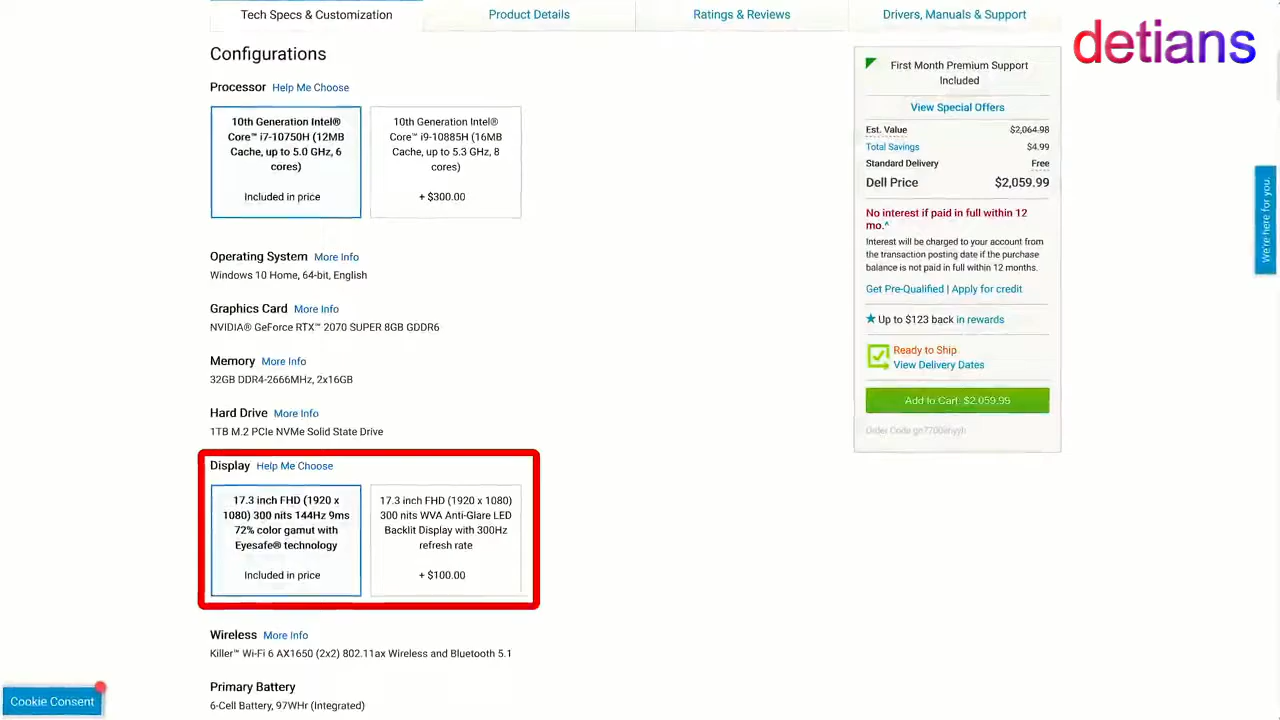 Tech Specs & Customization
Product Details
Ratings & Reviews
Drivers, Manuals & Support
detians
Configurations
Processor Help Me Choose
10th Generation Intel®
Core™ i7-10750H (12MB
Cache, up to 5.0 GHz, 6
cores)
Included in price
10th Generation Intel®
Core™ i9-10885H (16MB
Cache, up to 5.3 GHz, 8
cores)
+ $300.00
Operating System More Info
Windows 10 Home, 64-bit, English
Graphics Card More Info
NVIDIA® GeForce RTX™ 2070 SUPER 8GB GDDR6
Memory More Info
32GB DDR4-2666MHz, 2x16GB
Hard Drive More Info
1TB M.2 PCIe NVMe Solid State Drive
Display Help Me Choose
17.3 inch FHD (1920 x
1080) 300 nits 144Hz 9ms
72% color gamut with
Eyesafe® technology
Included in price
17.3 inch FHD (1920 x 1080)
300 nits WVA Anti-Glare LED
Backlit Display with 300Hz
refresh rate
+ $100.00
Wireless More Info
Killer™ Wi-Fi 6 AX1650 (2x2) 802.11ax Wireless and Bluetooth 5.1
Primary Battery
6-Cell Battery, 97WHr (Integrated)
First Month Premium Support
Included
View Special Offers
Est. Value $2,064.98
Total Savings $4.99
Standard Delivery Free
Dell Price $2,059.99
No interest if paid in full within 12
mo.^
Interest will be charged to your account from
the transaction posting date if the purchase
balance is not paid in full within 12 months.
Get Pre-Qualified | Apply for credit
Up to $123 back in rewards
Ready to Ship
View Delivery Dates
Add to Cart: $2,059.99
Order Code
We're here for you.
Cookie Consent